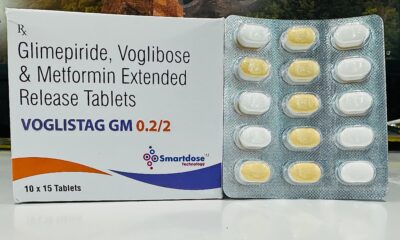 Rx
Glimepiride, Voglibose
& Metformin Extended
Release Tablets
VOGLISTAG GM 0.2/2
Smartdose
Technology
10 x 15 Tablets